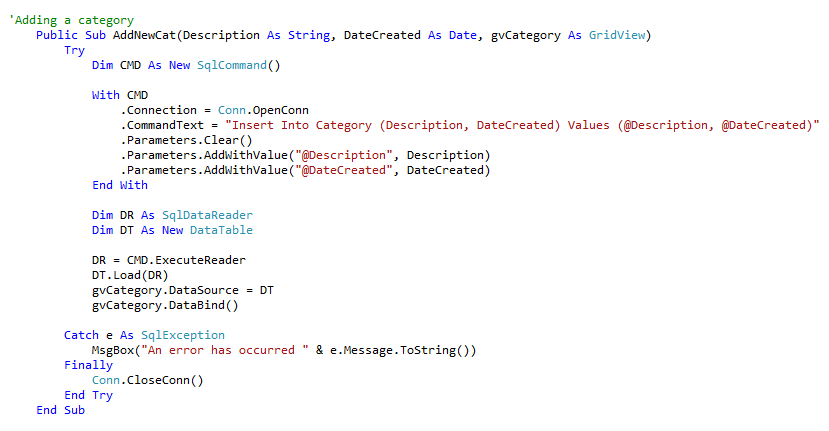 'Adding a category
Public Sub AddNewCat(Description As String, DateCreated As Date, gvCategory As GridView)
Try
Dim CMD As New SqlCommand()
With CMD
.Connection = Conn.OpenConn
.CommandText = "Insert Into Category (Description, DateCreated) Values (@Description, @DateCreated)"
.Parameters.Clear()
.Parameters.AddWithValue("@Description", Description)
.Parameters.AddWithValue("@DateCreated", DateCreated)
End With
Dim DR As SqlDataReader
Dim DT As New DataTable
DR = CMD.ExecuteReader
DT.Load(DR)
gvCategory.DataSource = DT
gvCategory.DataBind()
Catch e As SqlException
MsgBox("An error has occurred " & e.Message.ToString())
Finally
Conn.CloseConn()
End Try
End Sub